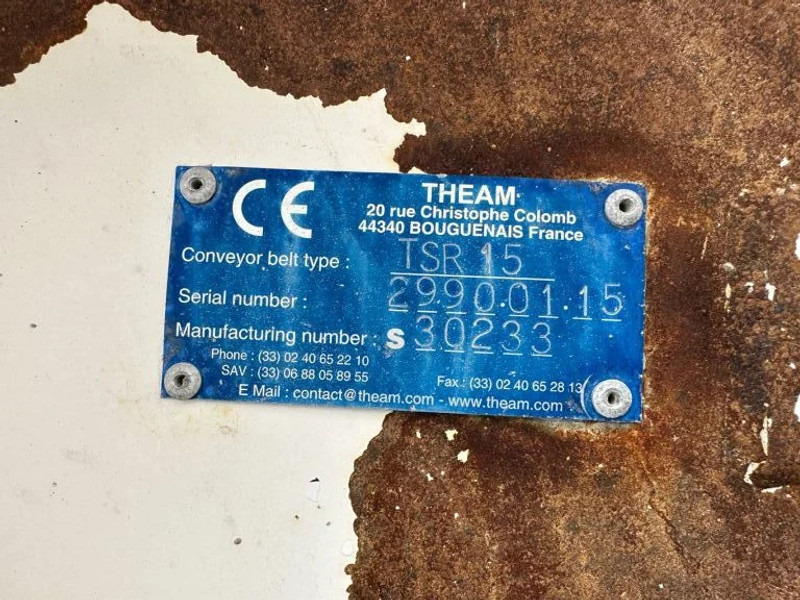 CE
THEAM
20 rue Christophe Colomb
44340 BOUGUENAIS France
Conveyor belt type : TSR 15
Serial number : 2990.01.15
Manufacturing number : S 30233
Phone : (33) 02 40 65 22 10
SAV : (33) 06 88 05 89 55
Fax : (33) 02 40 65 28 13
E Mail : contact@theam.com - www.theam.com